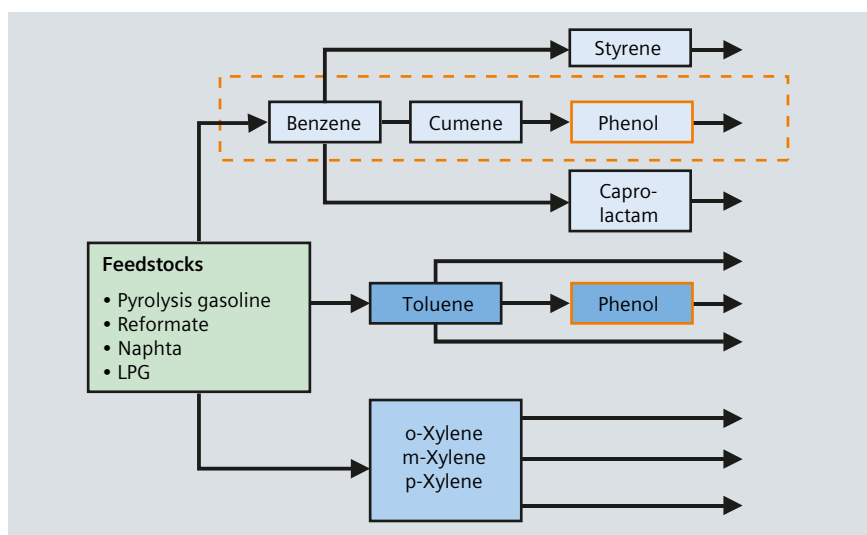 Styrene
Benzene
Cumene
Phenol
Capro-
lactam
Feedstocks
• Pyrolysis gasoline
• Reformate
• Naphta
• LPG
Toluene
Phenol
o-Xylene
m-Xylene
p-Xylene